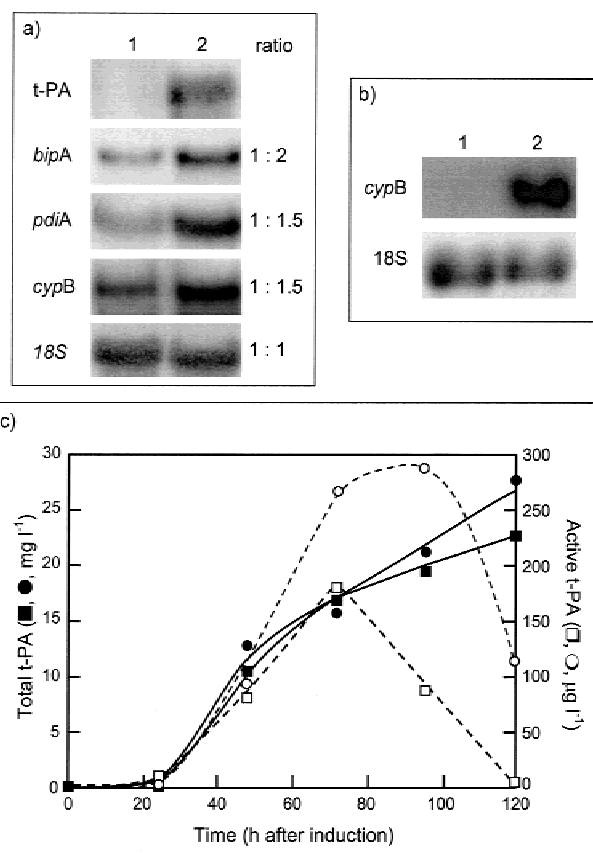 a)
1 2 ratio
t-PA
bipA 1 : 2
pdiA 1 : 1.5
cypB 1 : 1.5
18S 1 : 1
b)
1 2
cypB
18S
c)
30 300
25 250
20 200
15 150
10 100
5 50
0 0
0 20 40 60 80 100 120
Total t-PA (■, ●, mg l⁻¹)
Active t-PA (□, ○, µg l⁻¹)
Time (h after induction)